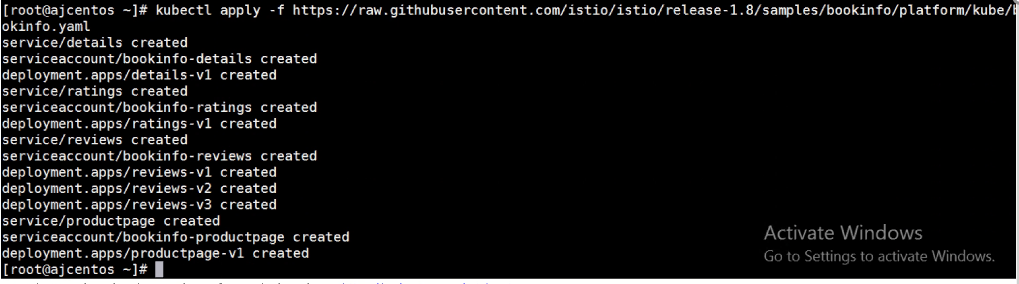 [root@ajcentos ~]# kubectl apply -f https://raw.githubusercontent.com/istio/istio/release-1.8/samples/bookinfo/platform/kube/b
okinfo.yaml
service/details created
serviceaccount/bookinfo-details created
deployment.apps/details-v1 created
service/ratings created
serviceaccount/bookinfo-ratings created
deployment.apps/ratings-v1 created
service/reviews created
serviceaccount/bookinfo-reviews created
deployment.apps/reviews-v1 created
deployment.apps/reviews-v2 created
deployment.apps/reviews-v3 created
service/productpage created
serviceaccount/bookinfo-productpage created
deployment.apps/productpage-v1 created
[root@ajcentos ~]#
Activate Windows
Go to Settings to activate Windows.